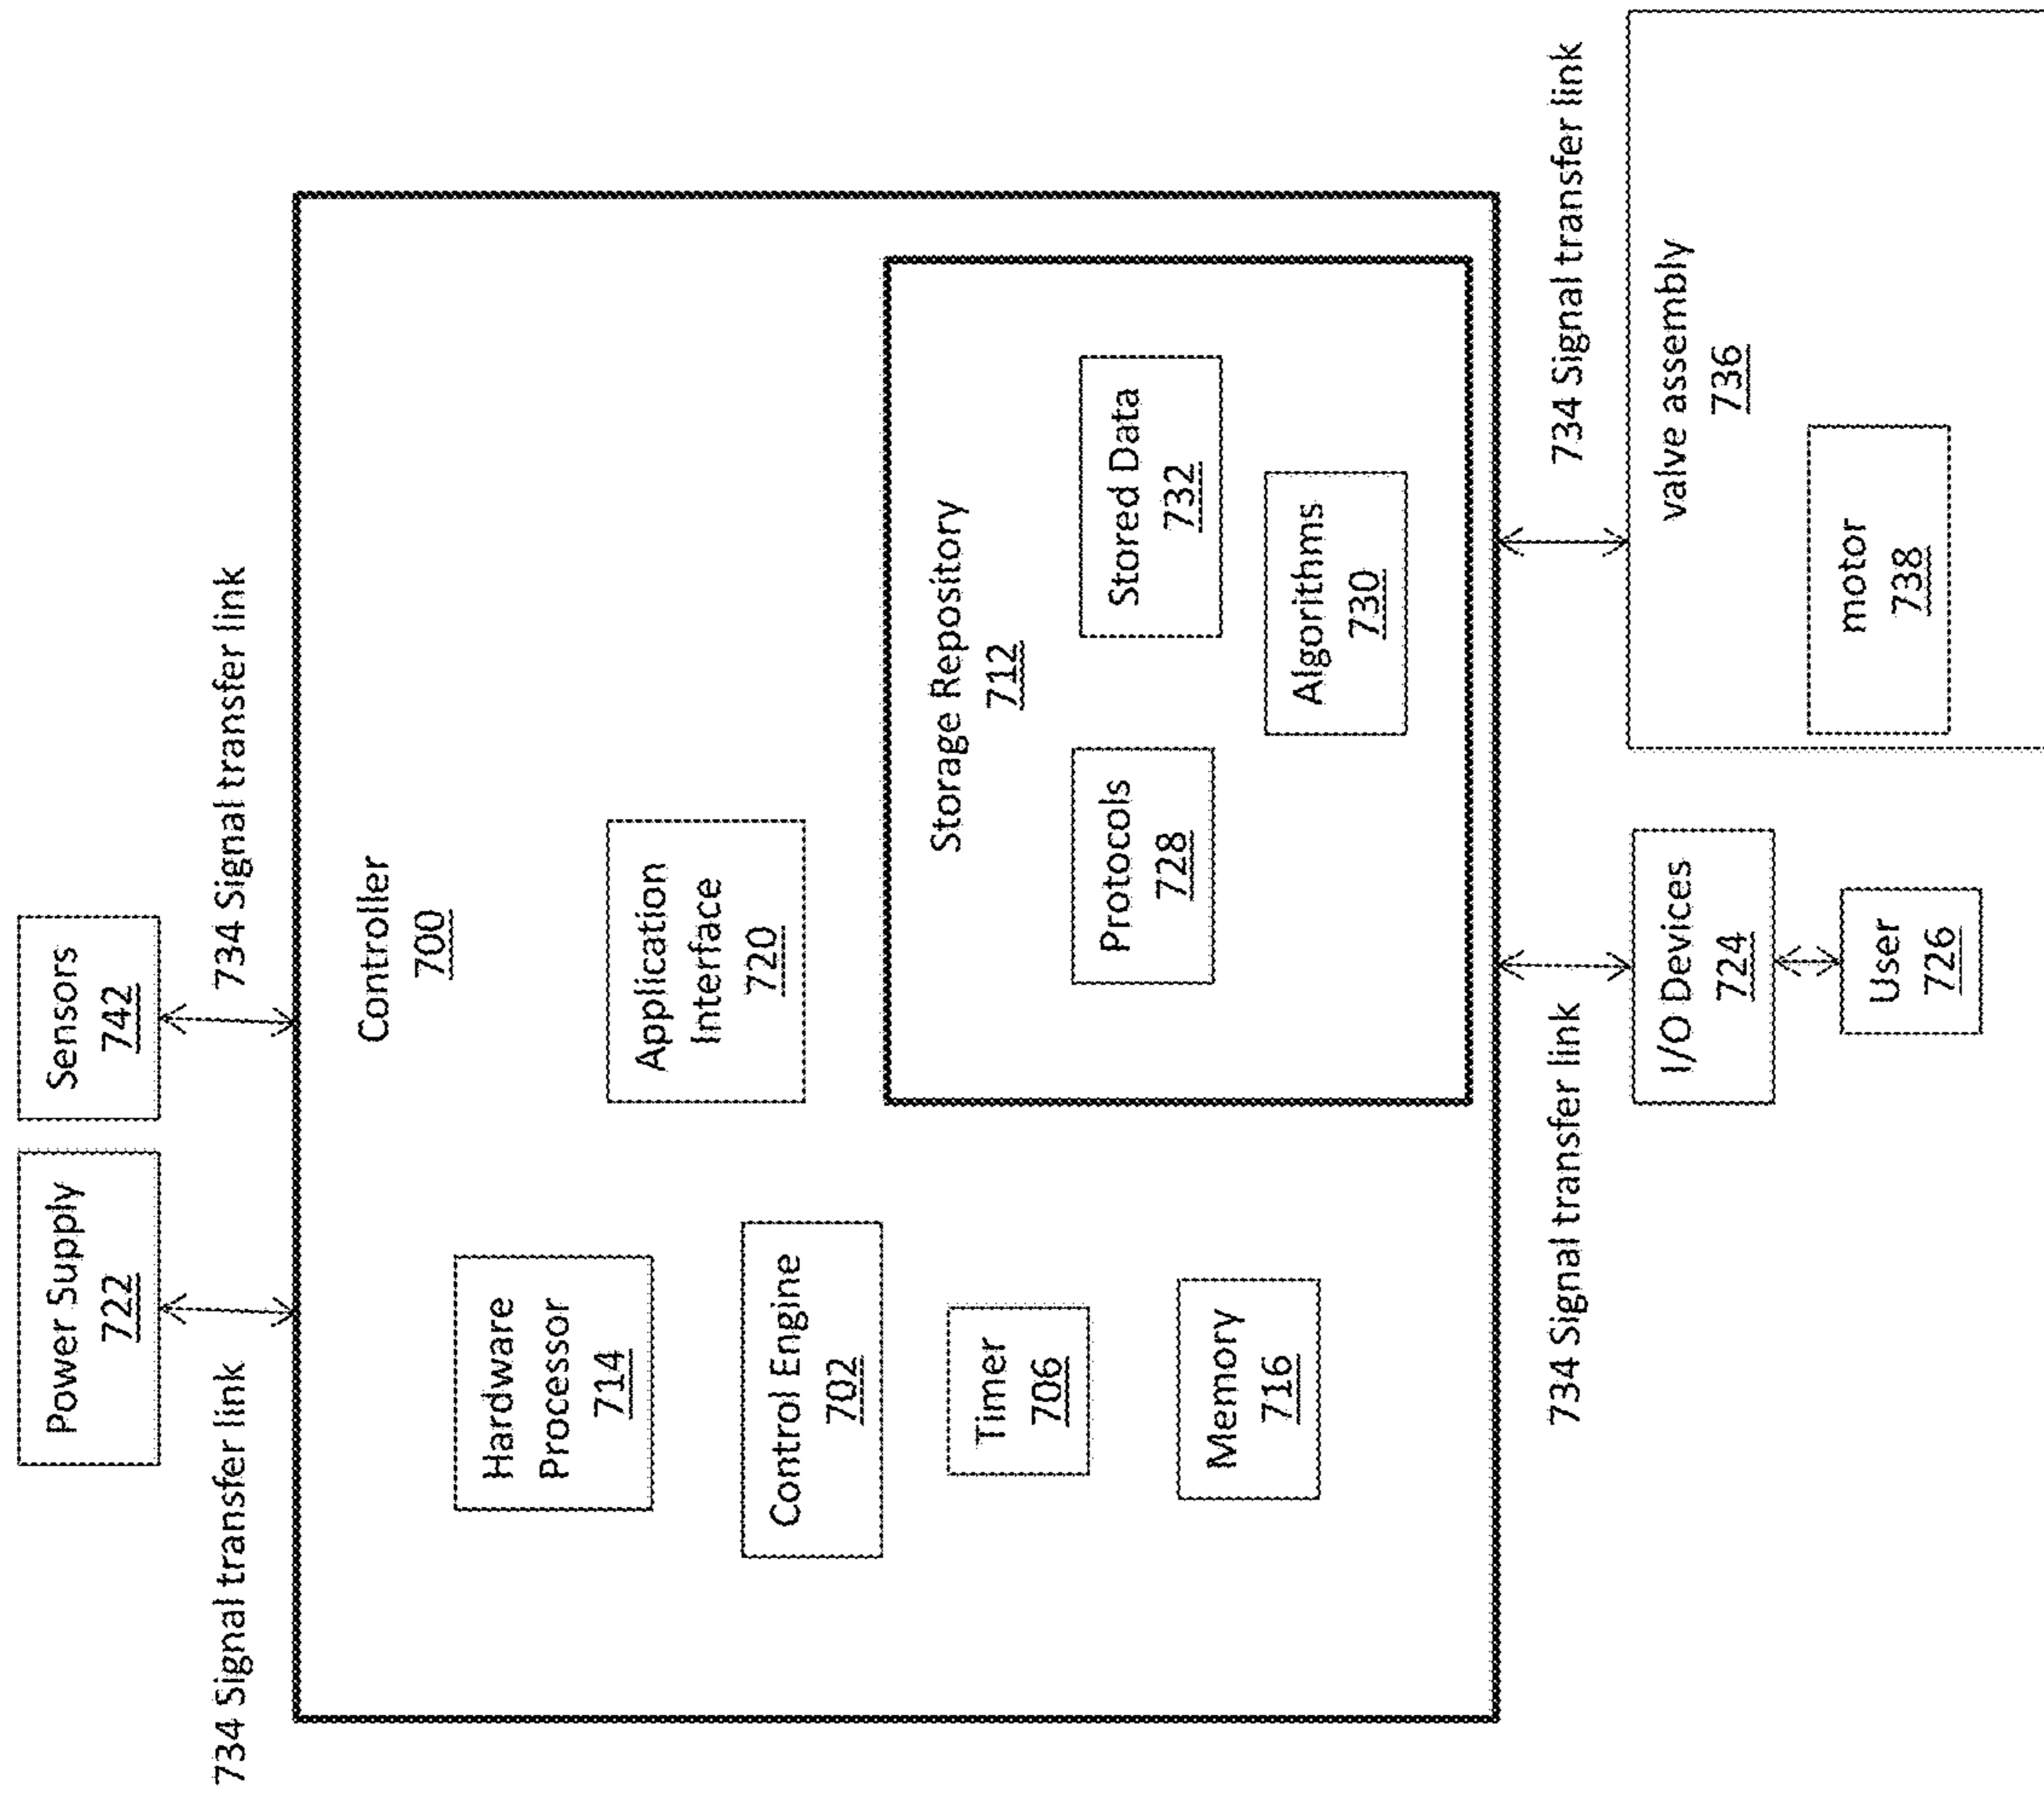 Power Supply
722
Sensors
742
734 Signal transfer link
734 Signal transfer link
Controller
700
Hardware
Processor
714
Application
Interface
720
Control Engine
702
Timer
706
Memory
716
Storage Repository
712
Protocols
728
Stored Data
732
Algorithms
730
734 Signal transfer link
734 Signal transfer link
I/O Devices
724
User
726
valve assembly
736
motor
738